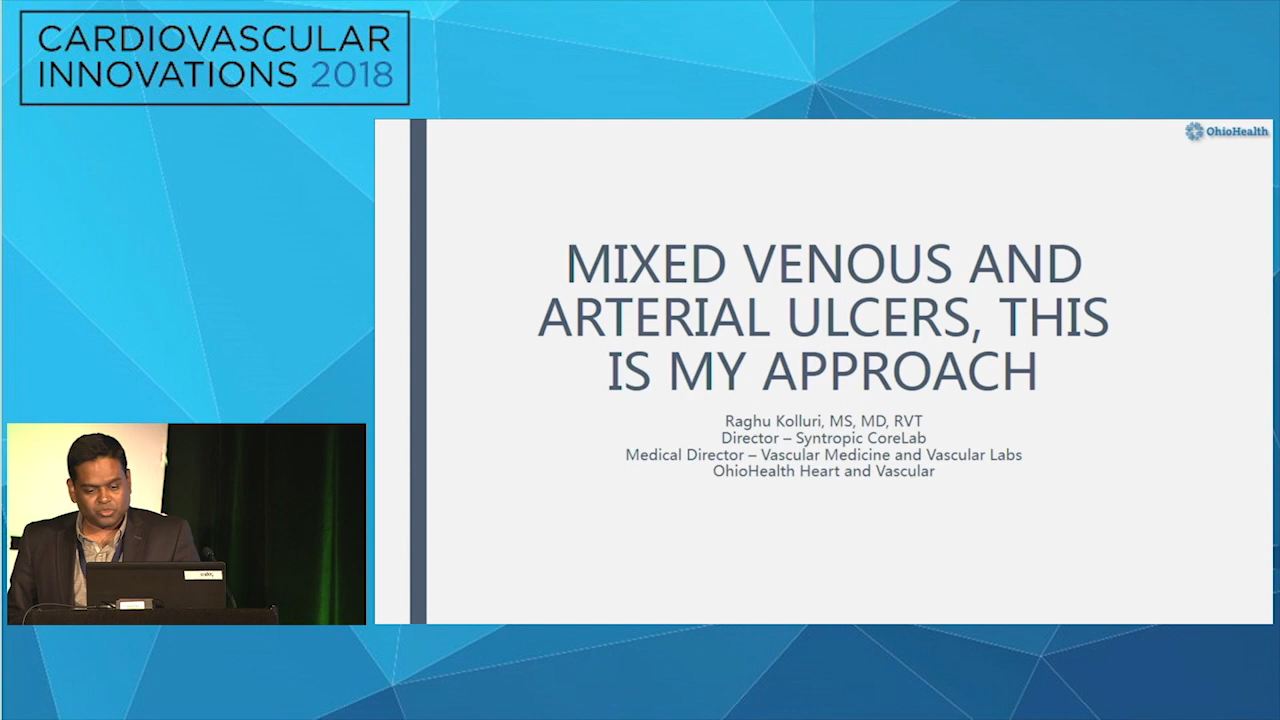 CARDIOVASCULAR
INNOVATIONS 2018
OhioHealth
MIXED VENOUS AND
ARTERIAL ULCERS, THIS
IS MY APPROACH
Raghu Kolluri, MS, MD, RVT
Director – Syntropic CoreLab
Medical Director – Vascular Medicine and Vascular Labs
OhioHealth Heart and Vascular